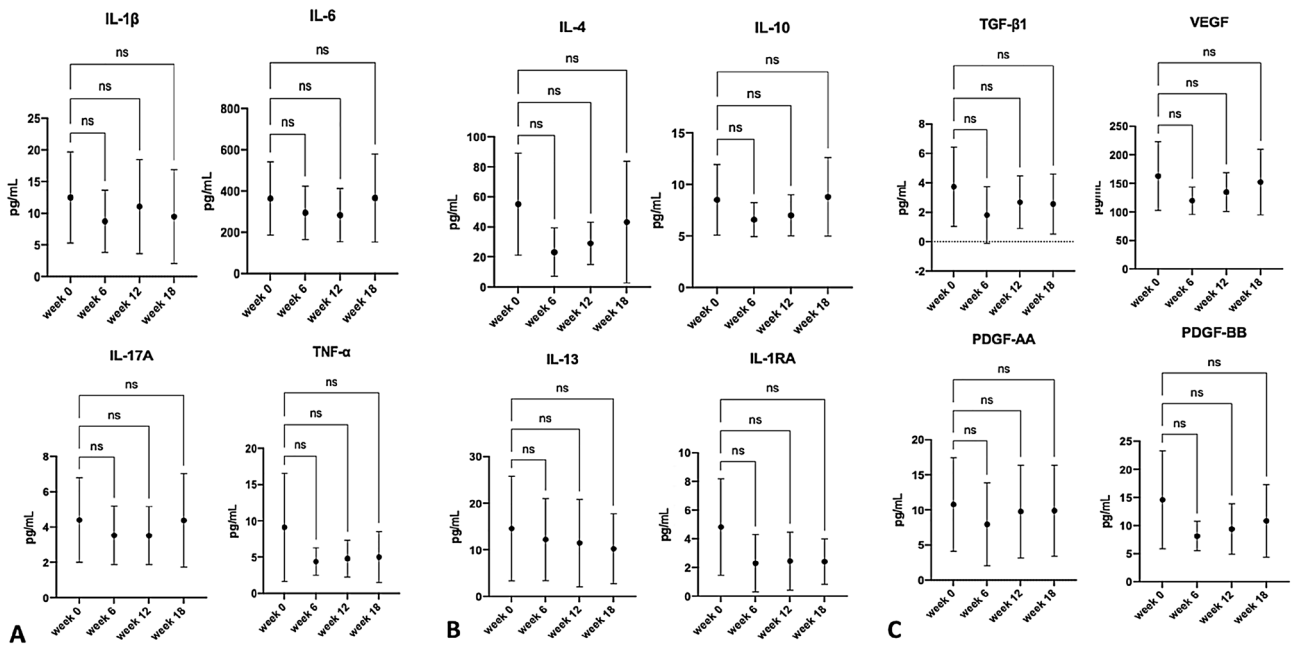 IL-1β
ns
ns
ns
25
20
15
10
5
0
pg/mL
week 0
week 6
week 12
week 18
IL-6
ns
ns
ns
800
600
400
200
0
pg/mL
week 0
week 6
week 12
week 18
IL-17A
ns
ns
ns
8
6
4
2
0
pg/mL
week 0
week 6
week 12
week 18
TNF-α
ns
ns
ns
20
15
10
5
0
pg/mL
week 0
week 6
week 12
week 18
A
IL-4
ns
ns
ns
100
80
60
40
20
0
pg/mL
week 0
week 6
week 12
week 18
IL-10
ns
ns
ns
15
10
5
0
pg/mL
week 0
week 6
week 12
week 18
IL-13
ns
ns
ns
30
20
10
0
pg/mL
week 0
week 6
week 12
week 18
IL-1RA
ns
ns
ns
10
8
6
4
2
0
pg/mL
week 0
week 6
week 12
week 18
B
TGF-β1
ns
ns
ns
8
6
4
2
0
-2
pg/mL
week 0
week 6
week 12
week 18
VEGF
ns
ns
ns
250
200
150
100
50
0
pg/mL
week 0
week 6
week 12
week 18
PDGF-AA
ns
ns
ns
20
15
10
5
0
pg/mL
week 0
week 6
week 12
week 18
PDGF-BB
ns
ns
ns
25
20
15
10
5
0
pg/mL
week 0
week 6
week 12
week 18
C